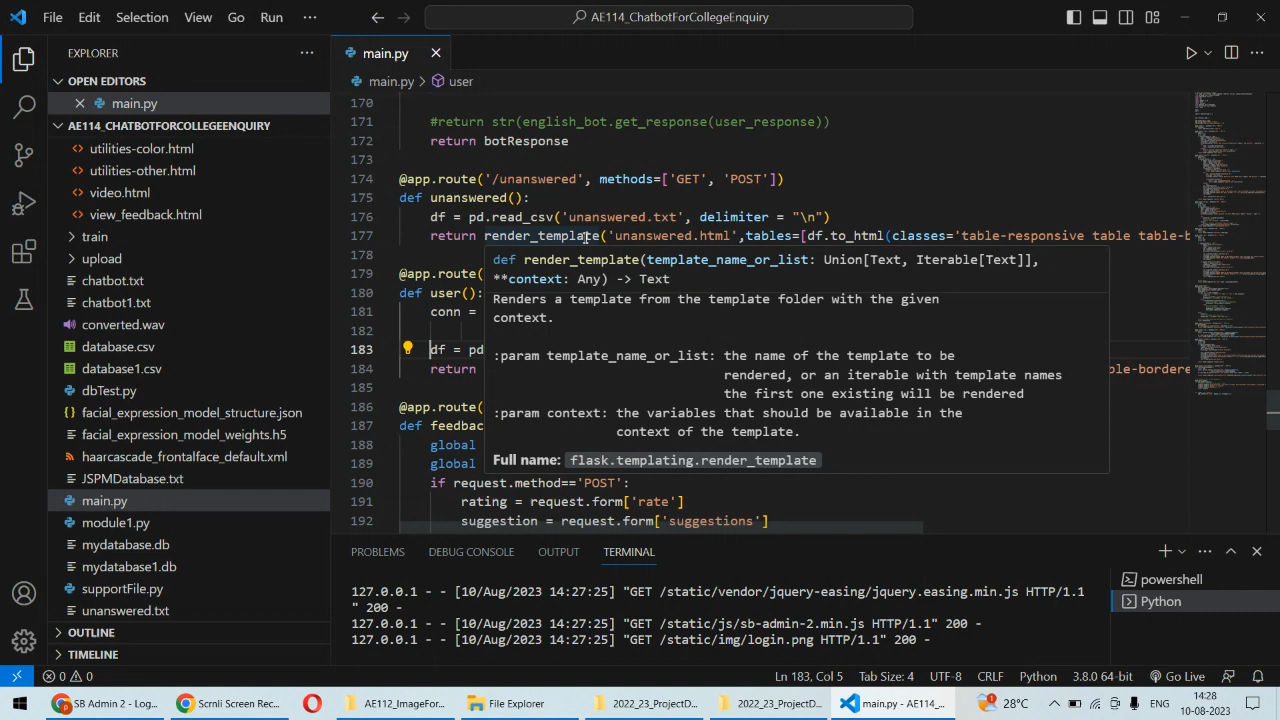 File Edit Selection View Go Run ··· AE114_ChatbotForCollegeEnquiry
EXPLORER
OPEN EDITORS
main.py
AE114_CHATBOTFORCOLLEGEENQUIRY
utilities-color.html
utilities-other.html
video.html
view_feedback.html
train
upload
chatbot.txt
chatbot1.txt
converted.wav
database.csv
database1.csv
dbTest.py
facial_expression_model_structure.json
facial_expression_model_weights.h5
haarcascade_frontalface_default.xml
JSPMDatabase.txt
main.py
module1.py
mydatabase.db
mydatabase1.db
supportFile.py
unanswered.txt
OUTLINE
TIMELINE
main.py
main.py > user
170
171 #return str(english_bot.get_response(user_response))
172 return botResponse
173
174 @app.route('/unanswered', methods=['GET', 'POST'])
175 def unanswered():
176 df = pd.read_csv('unanswered.txt', delimiter = "\n")
177 return
178
179 @app.route(
180 def user():
181 conn =
182
183 df = pd
184 return
185
186 @app.route(
187 def feedback
188 global
189 global
190 if request.method=='POST':
191 rating = request.form['rate']
192 suggestion = request.form['suggestions']
def render_template(template_name_or_list: Union[Text, Iterable[Text]],
Renders a template from the template folder with the given
context.
:param template_name_or_list: the name of the template to be
rendered, or an iterable with template names
the first one existing will be rendered
:param context: the variables that should be available in the
context of the template.
Full name: flask.templating.render_template
PROBLEMS DEBUG CONSOLE OUTPUT TERMINAL
127.0.0.1 - - [10/Aug/2023 14:27:25] "GET /static/vendor/jquery-easing/jquery.easing.min.js HTTP/1.1
" 200 -
127.0.0.1 - - [10/Aug/2023 14:27:25] "GET /static/js/sb-admin-2.min.js HTTP/1.1" 200 -
127.0.0.1 - - [10/Aug/2023 14:27:25] "GET /static/img/login.png HTTP/1.1" 200 -
powershell
Python
0 0 Ln 183, Col 5 Tab Size: 4 UTF-8 CRLF Python 3.8.0 64-bit Go Live
SB Admin 2 - Log... Scrnli Screen Rec... AE112_ImageFor... File Explorer 2022_23_ProjectD... 2022_23_ProjectD... main.py - AE114_... 28°C ENG 14:28
10-08-2023